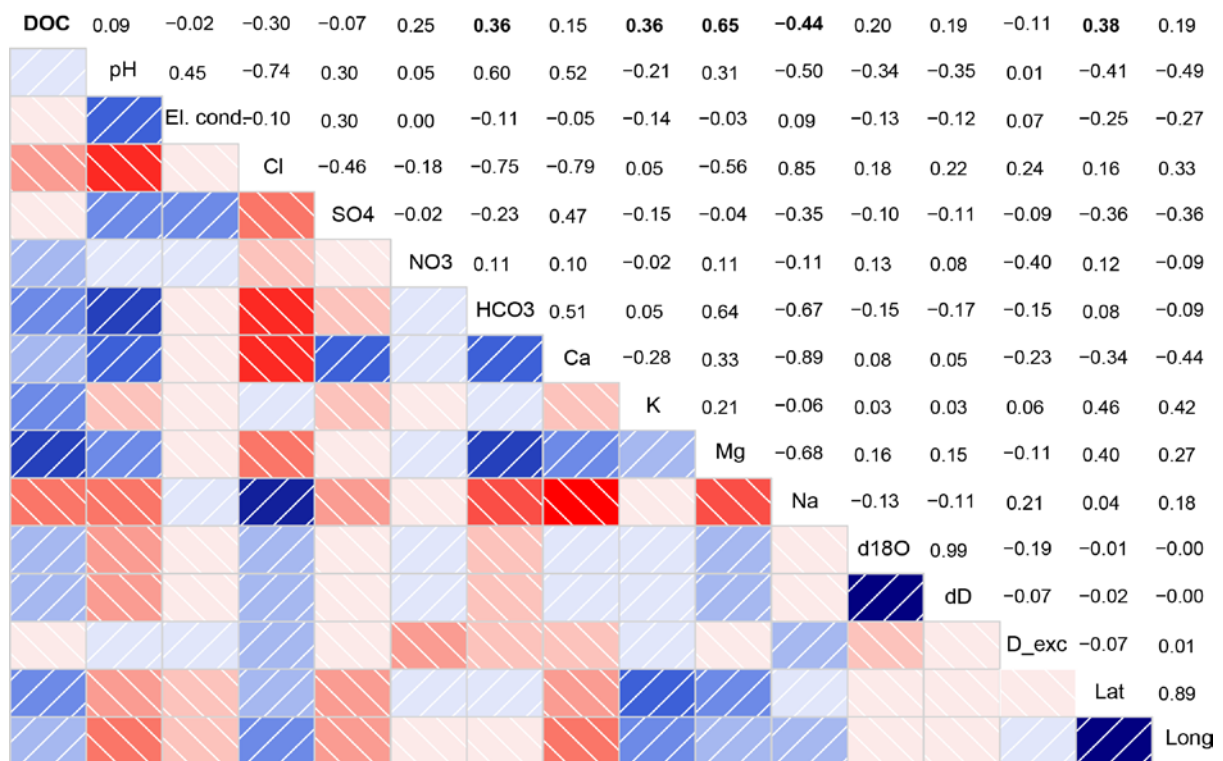 DOC 0.09 −0.02 −0.30 −0.07 0.25 0.36 0.15 0.36 0.65 −0.44 0.20 0.19 −0.11 0.38 0.19
pH 0.45 −0.74 0.30 0.05 0.60 0.52 −0.21 0.31 −0.50 −0.34 −0.35 0.01 −0.41 −0.49
El. cond. −0.10 0.30 0.00 −0.11 −0.05 −0.14 −0.03 0.09 −0.13 −0.12 0.07 −0.25 −0.27
Cl −0.46 −0.18 −0.75 −0.79 0.05 −0.56 0.85 0.18 0.22 0.24 0.16 0.33
SO4 −0.02 −0.23 0.47 −0.15 −0.04 −0.35 −0.10 −0.11 −0.09 −0.36 −0.36
NO3 0.11 0.10 −0.02 0.11 −0.11 0.13 0.08 −0.40 0.12 −0.09
HCO3 0.51 0.05 0.64 −0.67 −0.15 −0.17 −0.15 0.08 −0.09
Ca −0.28 0.33 −0.89 0.08 0.05 −0.23 −0.34 −0.44
K 0.21 −0.06 0.03 0.03 0.06 0.46 0.42
Mg −0.68 0.16 0.15 −0.11 0.40 0.27
Na −0.13 −0.11 0.21 0.04 0.18
d18O 0.99 −0.19 −0.01 −0.00
dD −0.07 −0.02 −0.00
D_exc −0.07 0.01
Lat 0.89
Long